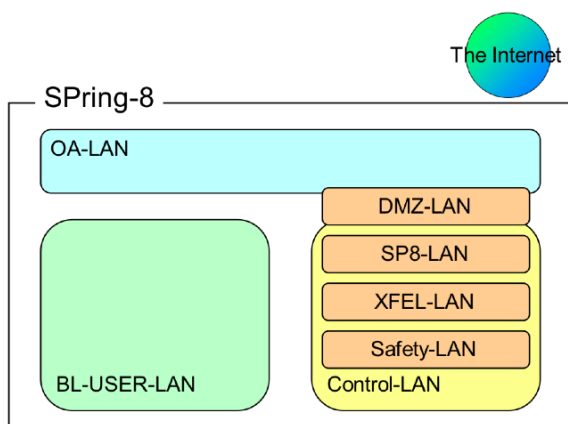 The Internet
SPring-8
OA-LAN
DMZ-LAN
SP8-LAN
XFEL-LAN
Safety-LAN
BL-USER-LAN
Control-LAN